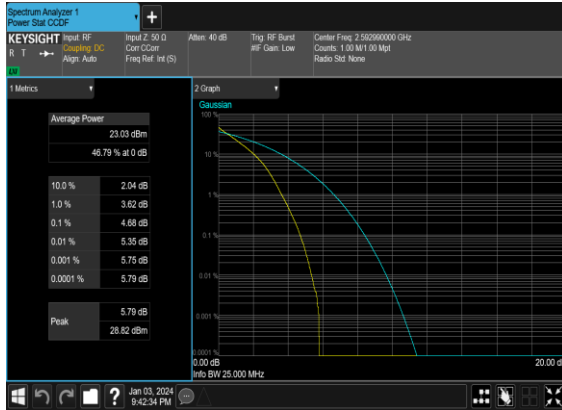 Spectrum Analyzer 1
Power Stat CCDF
+
KEYSIGHT
R T
LU
Input: RF
Coupling: DC
Align: Auto
Input Z: 50 Ω
Corr CCorr
Freq Ref: Int (S)
Atten: 40 dB
Trig: RF Burst
#IF Gain: Low
Center Freq: 2.592990000 GHz
Counts: 1.00 M/1.00 Mpt
Radio Std: None
1 Metrics
Average Power
23.03 dBm
46.79 % at 0 dB
10.0 % 2.04 dB
1.0 % 3.62 dB
0.1 % 4.68 dB
0.01 % 5.35 dB
0.001 % 5.75 dB
0.0001 % 5.79 dB
Peak
5.79 dB
28.82 dBm
2 Graph
Gaussian
100 %
10 %
1 %
0.1 %
0.01 %
0.001 %
0.0001 %
0.00 dB
20.00 d
Info BW 25.000 MHz
?
Jan 03, 2024
9:42:34 PM